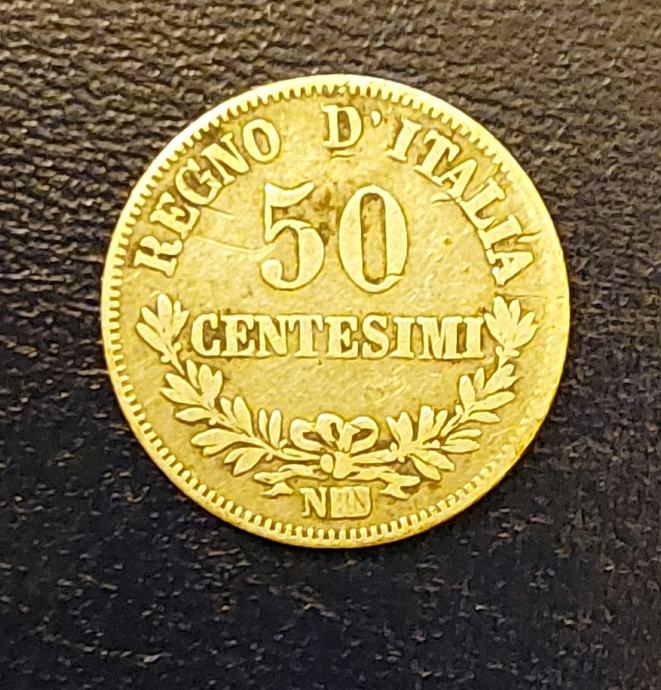 REGNO D'ITALIA
50
CENTESIMI
N BN